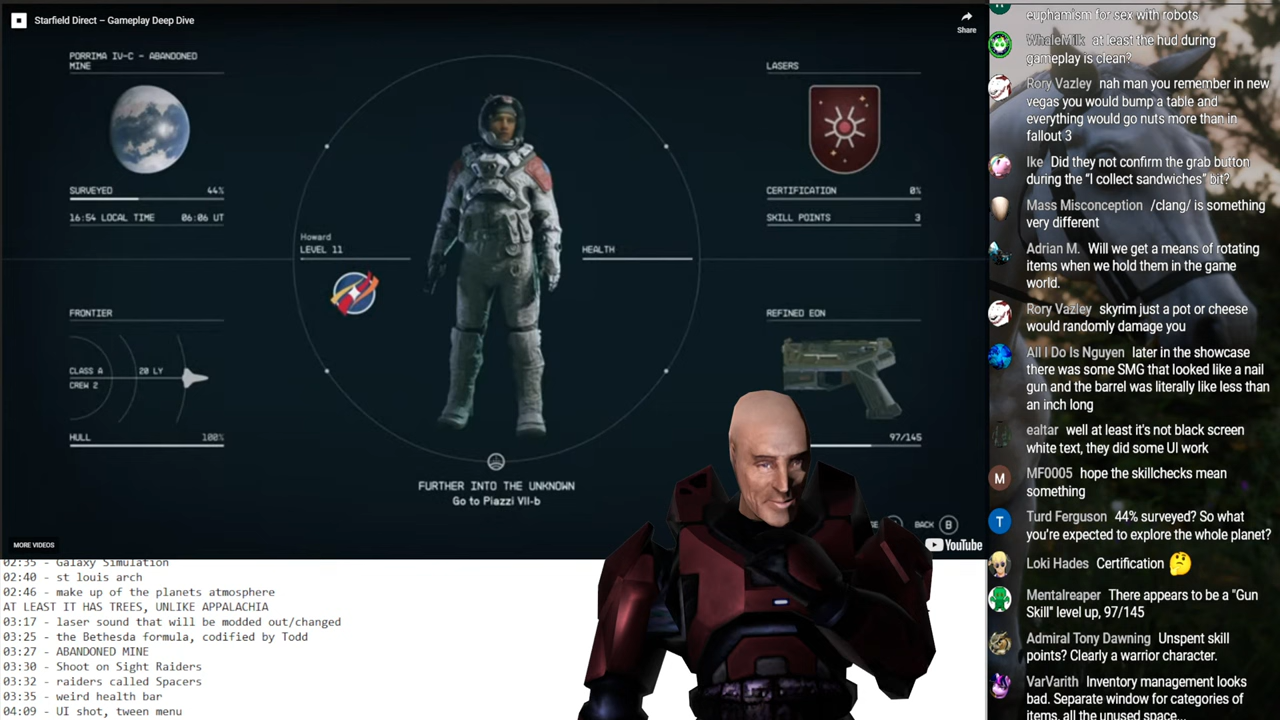 Starfield Direct – Gameplay Deep Dive
Share
PORRIMA IV-C – ABANDONED
MINE
SURVEYED 44%
16:54 LOCAL TIME 06:06 UT
LASERS
CERTIFICATION 0%
SKILL POINTS 3
Howard
LEVEL 11
HEALTH
FRONTIER
CLASS A 20 LY
CREW 2
HULL 100%
REFINED EON
97/145
FURTHER INTO THE UNKNOWN
Go to Piazzi VII-b
BACK B
MORE VIDEOS
YouTube
02:35 - Galaxy Simulation
02:40 - st louis arch
02:46 - make up of the planets atmosphere
AT LEAST IT HAS TREES, UNLIKE APPALACHIA
03:17 - laser sound that will be modded out/changed
03:25 - the Bethesda formula, codified by Todd
03:27 - ABANDONED MINE
03:30 - Shoot on Sight Raiders
03:32 - raiders called Spacers
03:35 - weird health bar
04:09 - UI shot, tween menu
euphamism for sex with robots
WhaleMilk at least the hud during
gameplay is clean?
Rory Vazley nah man you remember in new
vegas you would bump a table and
everything would go nuts more than in
fallout 3
Ike Did they not confirm the grab button
during the “I collect sandwiches” bit?
Mass Misconception /clang/ is something
very different
Adrian M. Will we get a means of rotating
items when we hold them in the game
world.
Rory Vazley skyrim just a pot or cheese
would randomly damage you
All I Do Is Nguyen later in the showcase
there was some SMG that looked like a nail
gun and the barrel was literally like less than
an inch long
ealtar well at least it's not black screen
white text, they did some UI work
M MF0005 hope the skillchecks mean
something
T Turd Ferguson 44% surveyed? So what
you're expected to explore the whole planet?
Loki Hades Certification
Mentalreaper There appears to be a "Gun
Skill" level up, 97/145
Admiral Tony Dawning Unspent skill
points? Clearly a warrior character.
VarVarith Inventory management looks
bad. Separate window for categories of
items, all the unused space...